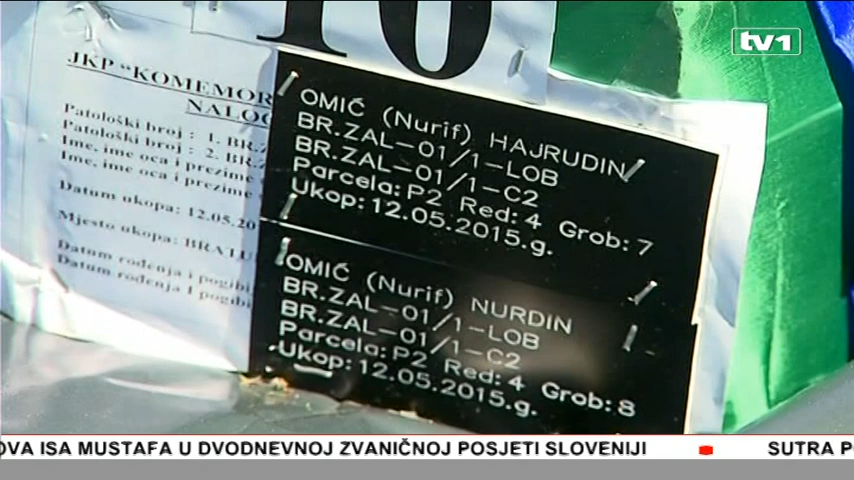 10
tv1
JKP "KOMEMOR
NALOG
Patološki broj : 1. BR.Z
Patološki broj : 2. BR.Z
Ime, ime oca i prezime
Ime, ime oca i prezime
Datum ukopa: 12.05.20
Mjesto ukopa: BRATU
Datum rođenja i pogibi
Datum rođenja i pogibi
OMIĆ (Nurif) HAJRUDIN
BR.ZAL-01/1-LOB
BR.ZAL-01/1-C2
Parcela: P2 Red: 4 Grob: 7
Ukop: 12.05.2015.g.
OMIĆ (Nurif) NURDIN
BR.ZAL-01/1-LOB
BR.ZAL-01/1-C2
Parcela: P2 Red: 4 Grob: 8
Ukop: 12.05.2015.g.
OVA ISA MUSTAFA U DVODNEVNOJ ZVANIČNOJ POSJETI SLOVENIJI SUTRA P